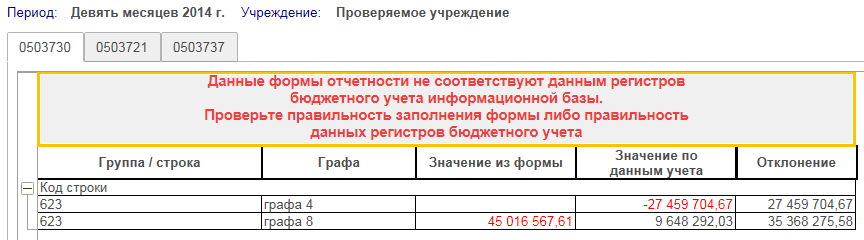 Период: Девять месяцев 2014 г. Учреждение: Проверяемое учреждение
0503730 0503721 0503737
Данные формы отчетности не соответствуют данным регистров
бюджетного учета информационной базы.
Проверьте правильность заполнения формы либо правильность
данных регистров бюджетного учета
Группа / строка Графа Значение из формы Значение по данным учета Отклонение
Код строки
623 графа 4 -27 459 704,67 27 459 704,67
623 графа 8 45 016 567,61 9 648 292,03 35 368 275,58